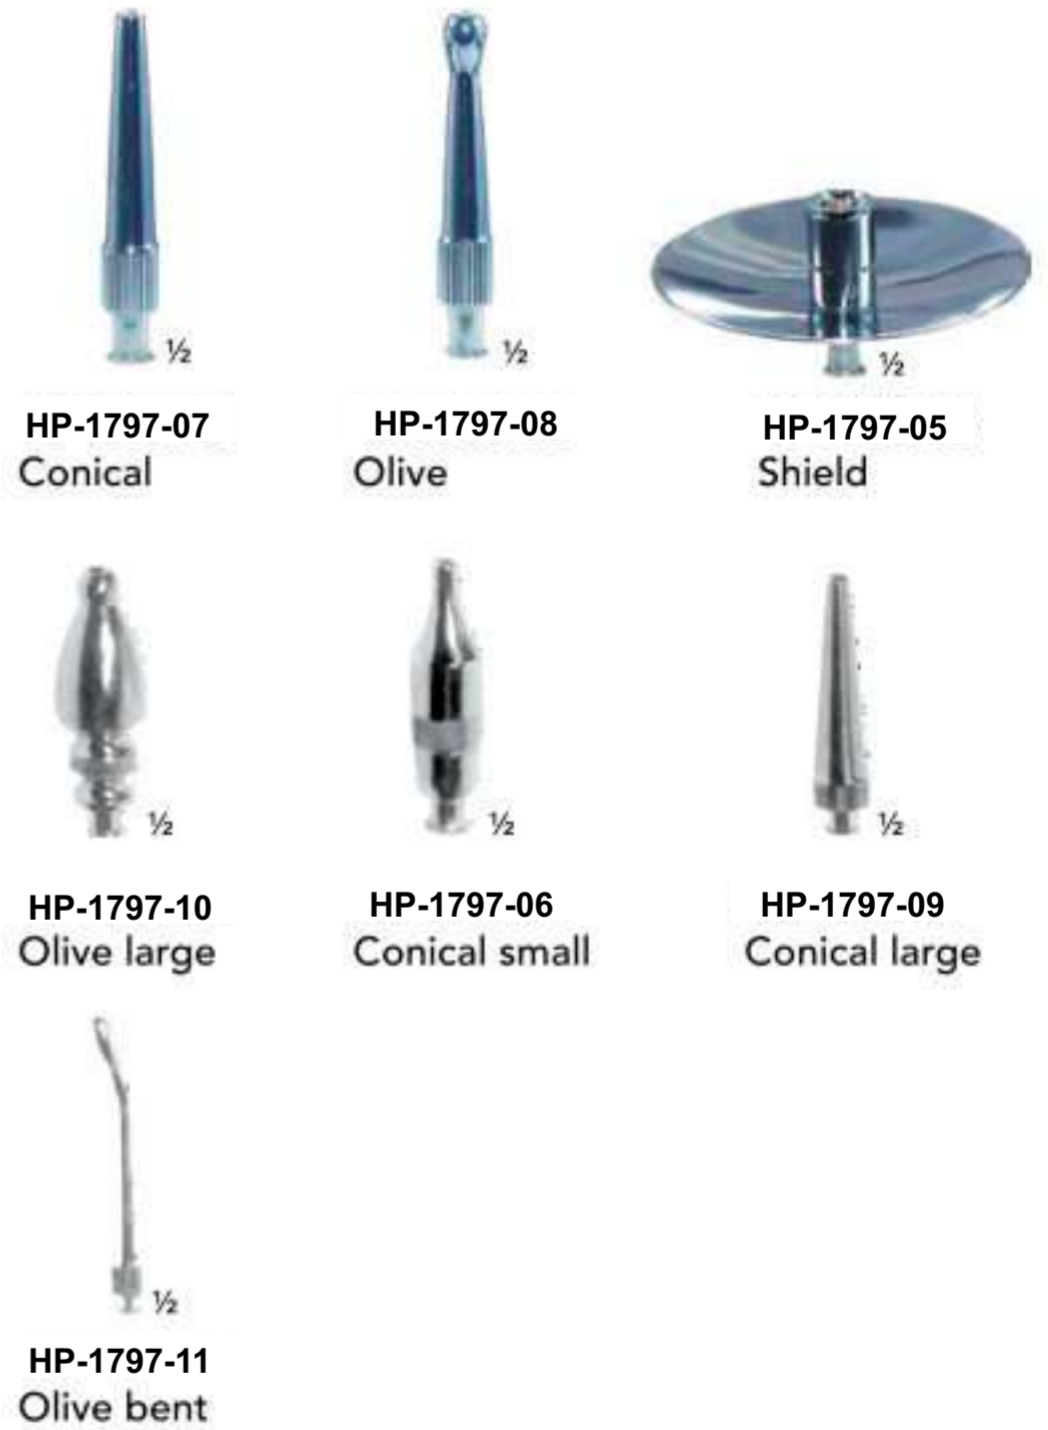 ½
½
½
HP-1797-07
HP-1797-08
HP-1797-05
Conical
Olive
Shield
½
½
½
HP-1797-10
HP-1797-06
HP-1797-09
Olive large
Conical small
Conical large
½
HP-1797-11
Olive bent